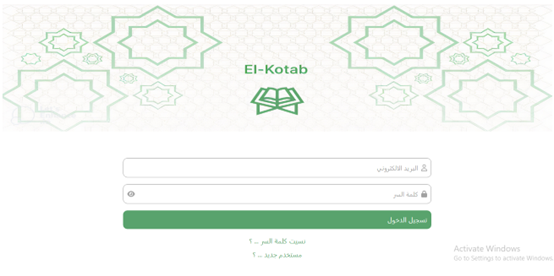 El-Kotab
البريد الالكتروني
كلمة السر
تسجيل الدخول
نسيت كلمة السر ... ؟
مستخدم جديد ... ؟
Activate Windows
Go to Settings to activate Windows.